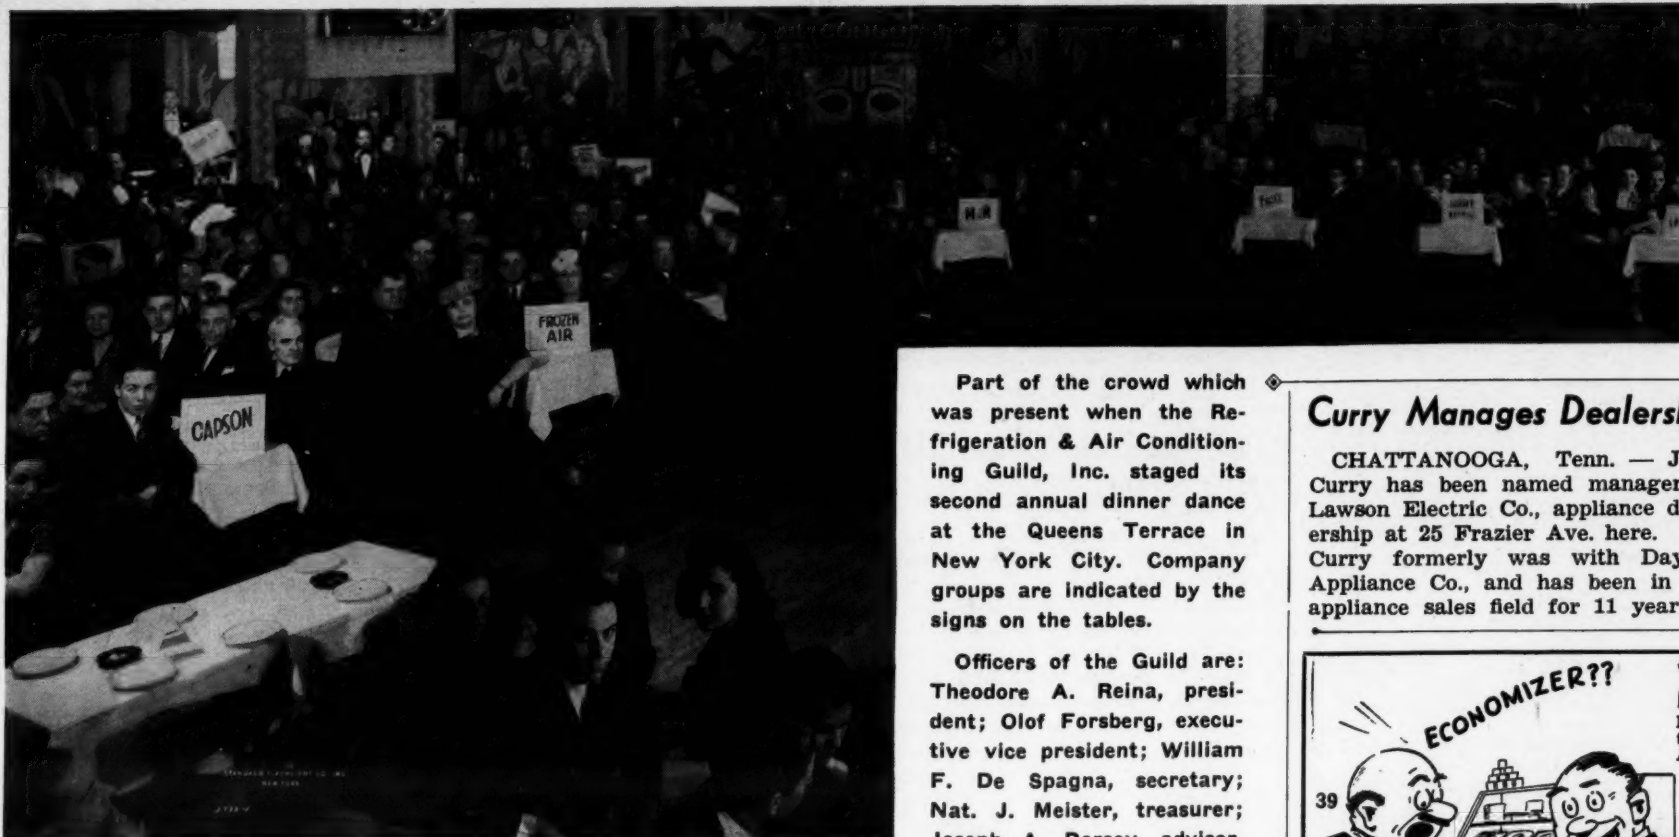 FROZEN
AIR
CAPSON
Part of the crowd which
was present when the Re-
frigeration & Air Condition-
ing Guild, Inc. staged its
second annual dinner dance
at the Queens Terrace in
New York City. Company
groups are indicated by the
signs on the tables.
Officers of the Guild are:
Theodore A. Reina, presi-
dent; Olof Forsberg, execu-
tive vice president; William
F. De Spagna, secretary;
Nat. J. Meister, treasurer;
Curry Manages Dealers
CHATTANOOGA, Tenn. — J
Curry has been named manager
Lawson Electric Co., appliance d
ership at 25 Frazier Ave. here.
Curry formerly was with Day
Appliance Co., and has been in
appliance sales field for 11 year
ECONOMIZER??
39